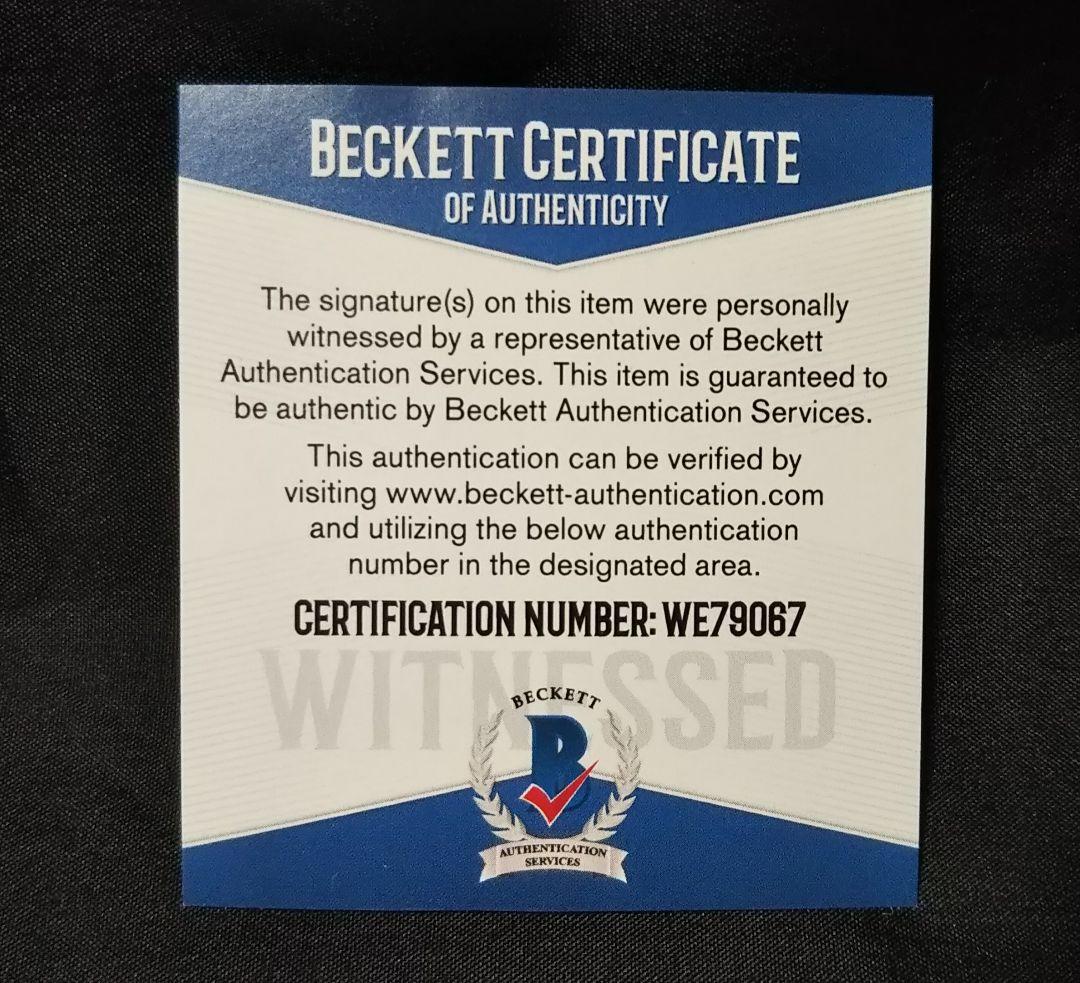 BECKETT CERTIFICATE
OF AUTHENTICITY
The signature(s) on this item were personally
witnessed by a representative of Beckett
Authentication Services. This item is guaranteed to
be authentic by Beckett Authentication Services.
This authentication can be verified by
visiting www.beckett-authentication.com
and utilizing the below authentication
number in the designated area.
CERTIFICATION NUMBER: WE79067
WITNESSED
BECKETT
B
AUTHENTICATION
SERVICES